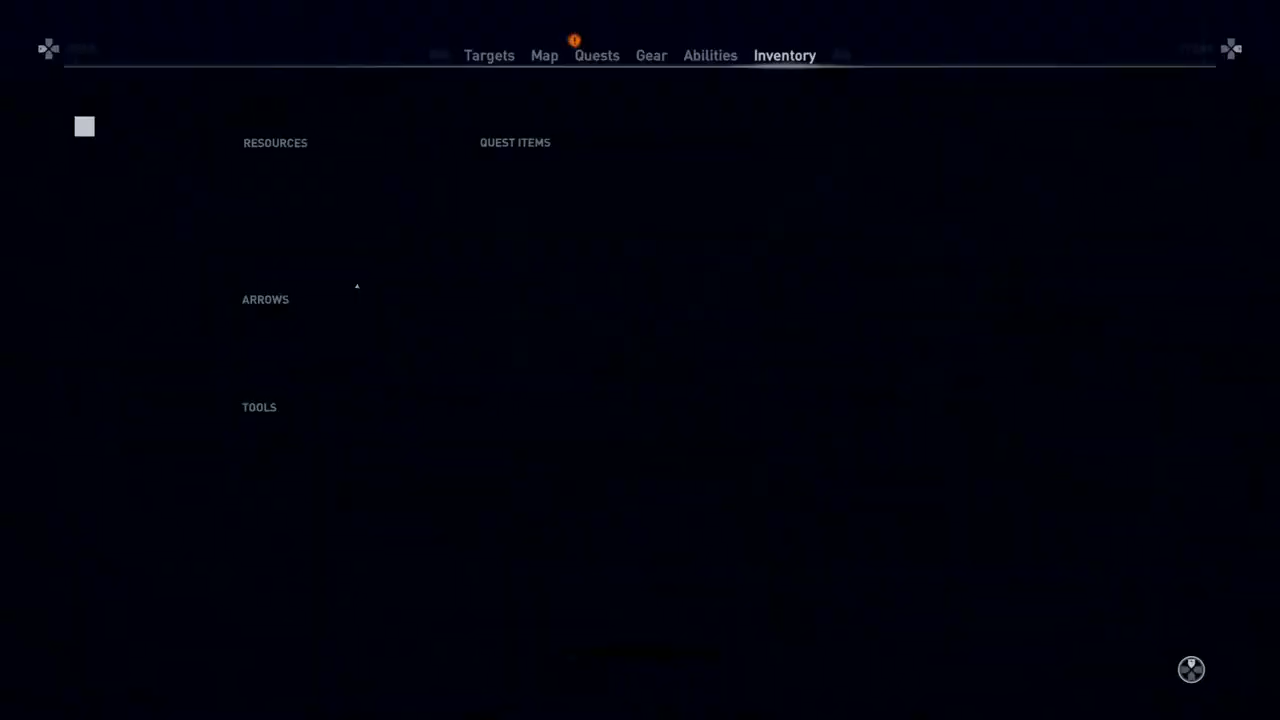 Targets Map Quests Gear Abilities Inventory
RESOURCES QUEST ITEMS
ARROWS
TOOLS